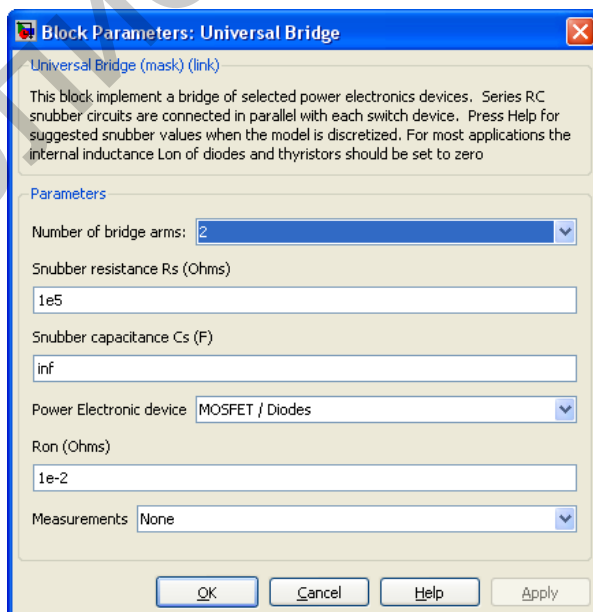 Block Parameters: Universal Bridge
Universal Bridge (mask) (link)
This block implement a bridge of selected power electronics devices. Series RC
snubber circuits are connected in parallel with each switch device. Press Help for
suggested snubber values when the model is discretized. For most applications the
internal inductance Lon of diodes and thyristors should be set to zero
Parameters
Number of bridge arms: 2
Snubber resistance Rs (Ohms)
1e5
Snubber capacitance Cs (F)
inf
Power Electronic device MOSFET / Diodes
Ron (Ohms)
1e-2
Measurements None
OK Cancel Help Apply